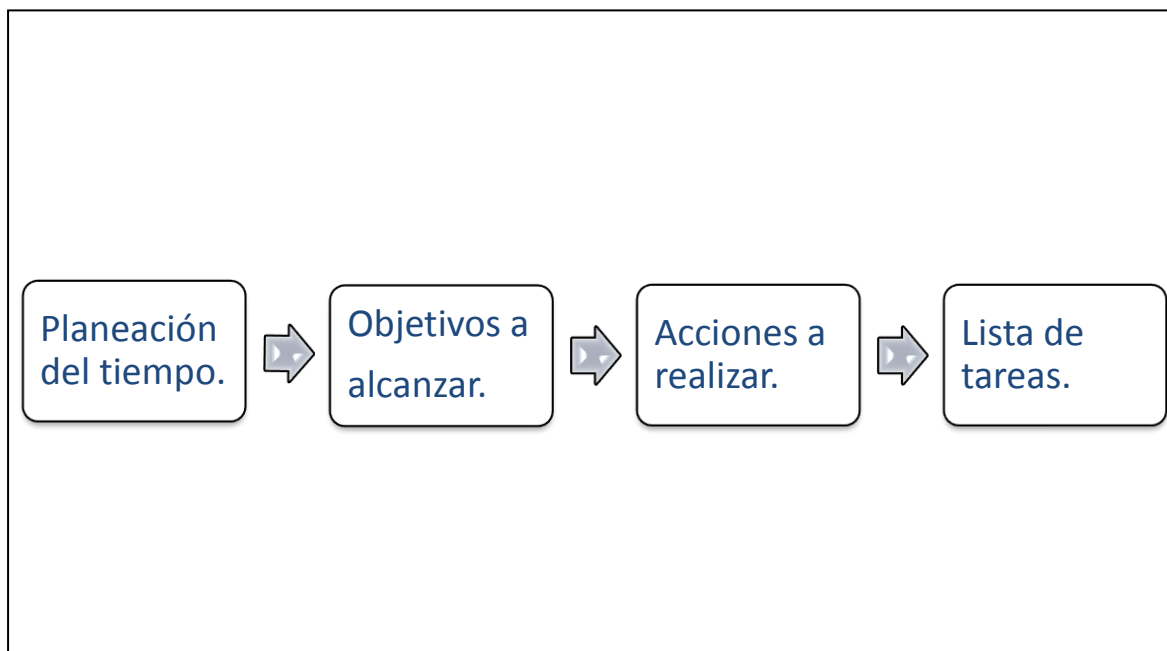 Planeación
del tiempo.
Objetivos a
alcanzar.
Acciones a
realizar.
Lista de
tareas.